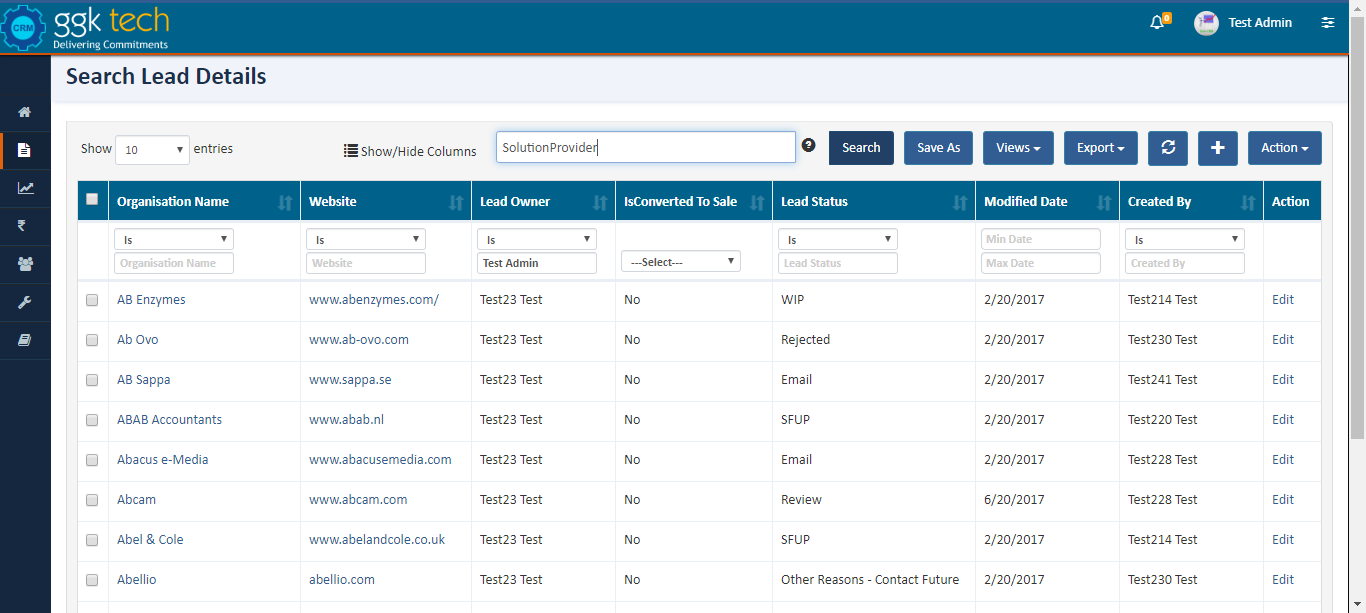 CRM
ggk tech
Delivering Commitments
0
Test Admin
Search Lead Details
Show 10 entries
Show/Hide Columns
SolutionProvider
?
Search
Save As
Views
Export
Action
Organisation Name Website Lead Owner IsConverted To Sale Lead Status Modified Date Created By Action
Is Is Is Is Min Date Is
Organisation Name Website Test Admin ---Select--- Lead Status Max Date Created By
AB Enzymes www.abenzymes.com/ Test23 Test No WIP 2/20/2017 Test214 Test Edit
Ab Ovo www.ab-ovo.com Test23 Test No Rejected 2/20/2017 Test230 Test Edit
AB Sappa www.sappa.se Test23 Test No Email 2/20/2017 Test241 Test Edit
ABAB Accountants www.abab.nl Test23 Test No SFUP 2/20/2017 Test220 Test Edit
Abacus e-Media www.abacusemedia.com Test23 Test No Email 2/20/2017 Test228 Test Edit
Abcam www.abcam.com Test23 Test No Review 6/20/2017 Test228 Test Edit
Abel & Cole www.abelandcole.co.uk Test23 Test No SFUP 2/20/2017 Test214 Test Edit
Abellio abellio.com Test23 Test No Other Reasons - Contact Future 2/20/2017 Test230 Test Edit